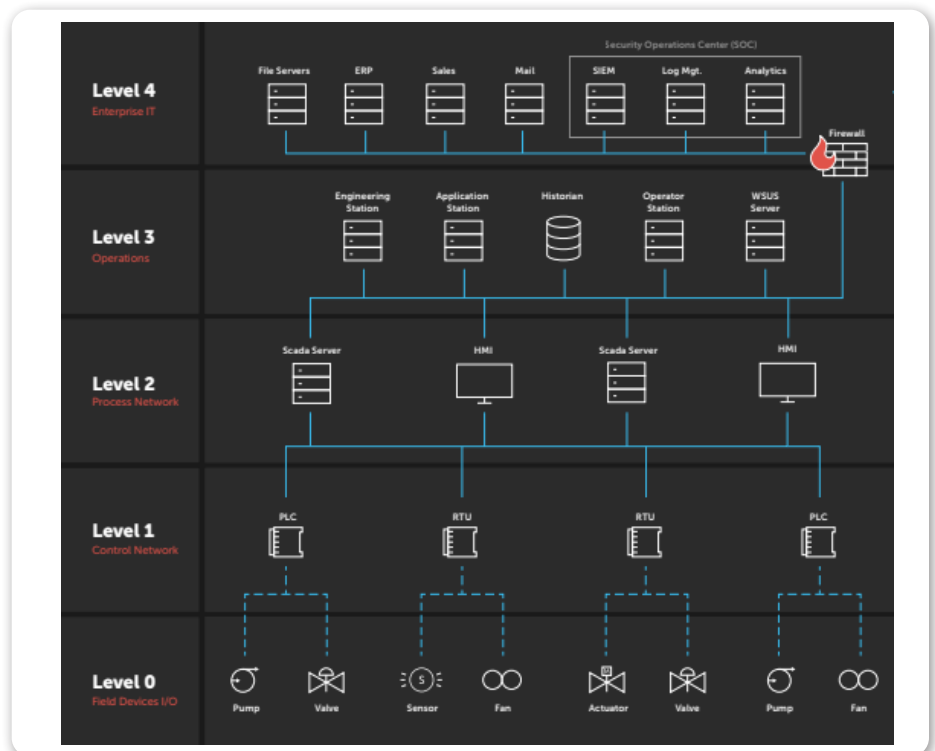 Security Operations Center (SOC)
File Servers
ERP
Sales
Mail
SIEM
Log Mgt.
Analytics
Level 4
Enterprise IT
Firewall
Engineering
Station
Application
Station
Historian
Operator
Station
WSUS
Server
Level 3
Operations
Scada Server
HMI
Scada Server
HMI
Level 2
Process Network
PLC
RTU
RTU
PLC
Level 1
Control Network
S
Level 0
Field Devices I/O
Pump
Valve
Sensor
Fan
Actuator
Valve
Pump
Fan